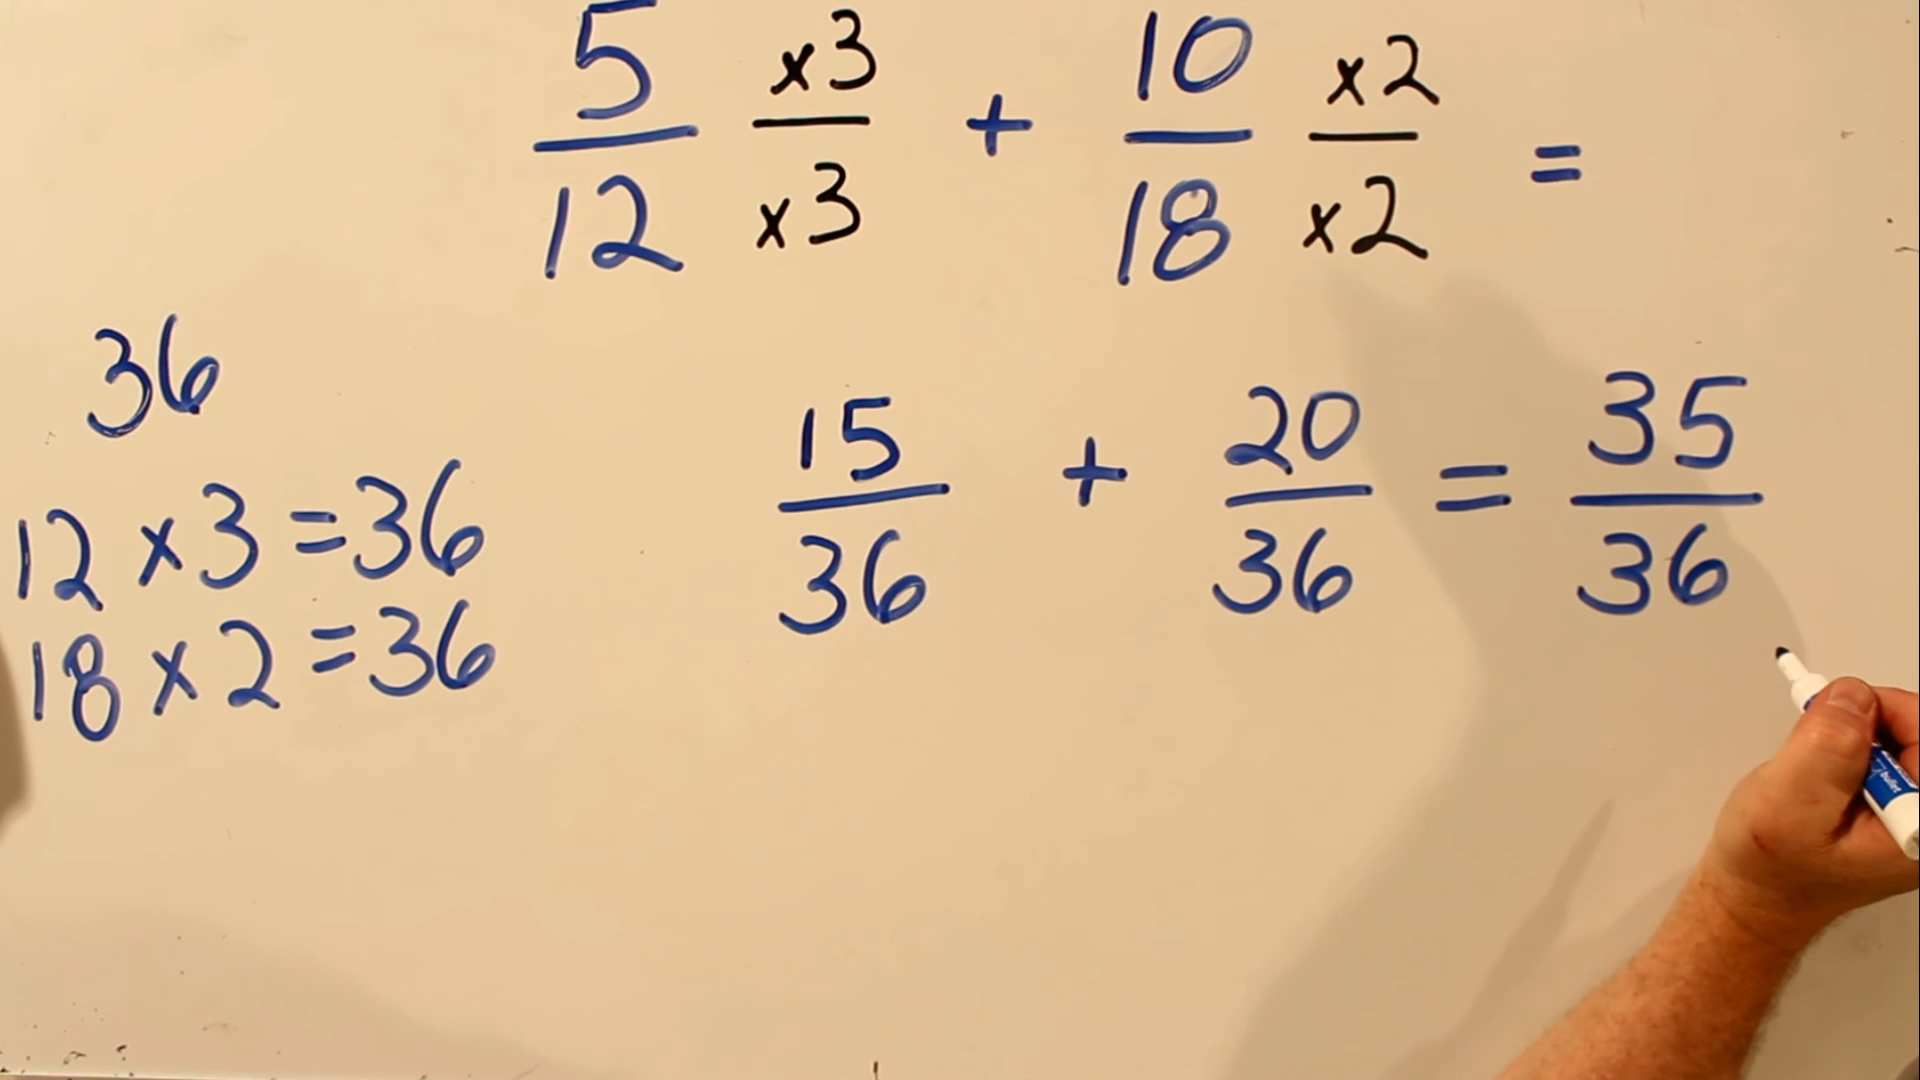 5/12 x3/x3 + 10/18 x2/x2 =
36
12 x 3 = 36
18 x 2 = 36
15/36 + 20/36 = 35/36
bullet